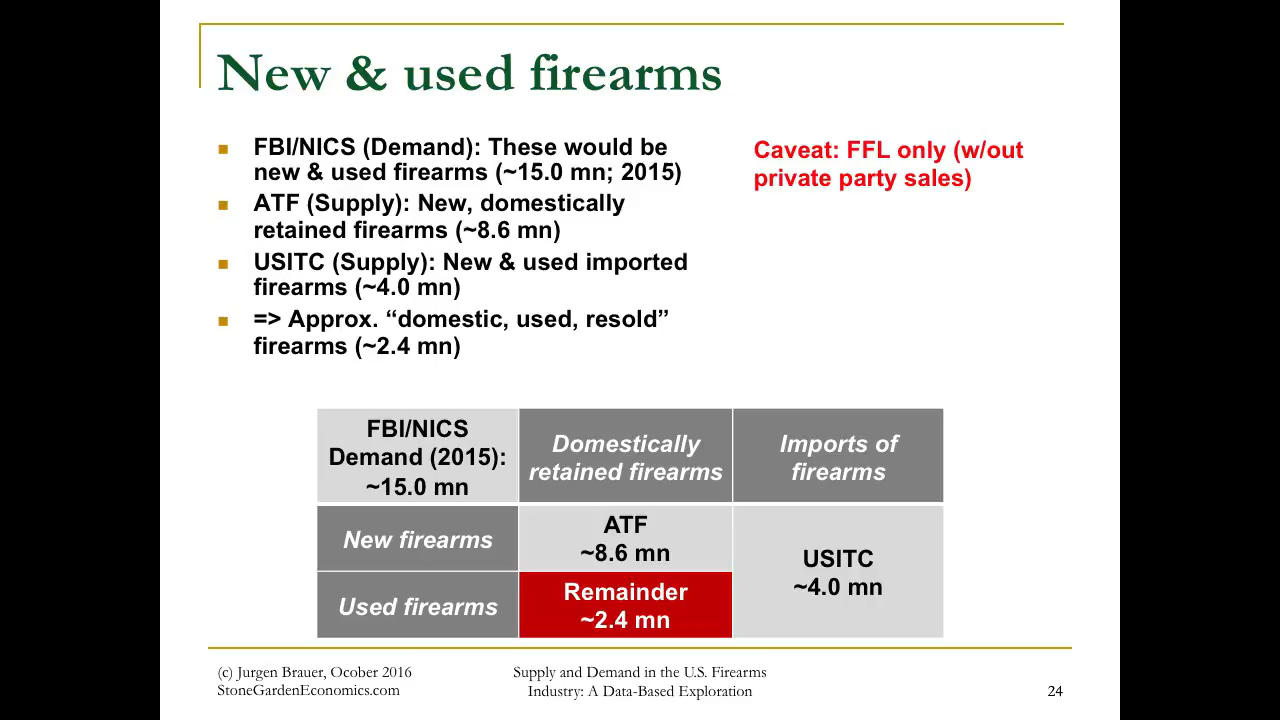 New & used firearms
FBI/NICS (Demand): These would be
new & used firearms (~15.0 mn; 2015)
ATF (Supply): New, domestically
retained firearms (~8.6 mn)
USITC (Supply): New & used imported
firearms (~4.0 mn)
=> Approx. “domestic, used, resold”
firearms (~2.4 mn)
Caveat: FFL only (w/out
private party sales)
FBI/NICS
Demand (2015):
~15.0 mn
Domestically
retained firearms
Imports of
firearms
New firearms
ATF
~8.6 mn
USITC
~4.0 mn
Used firearms
Remainder
~2.4 mn
(c) Jurgen Brauer, Ocober 2016
StoneGardenEconomics.com
Supply and Demand in the U.S. Firearms
Industry: A Data-Based Exploration
24